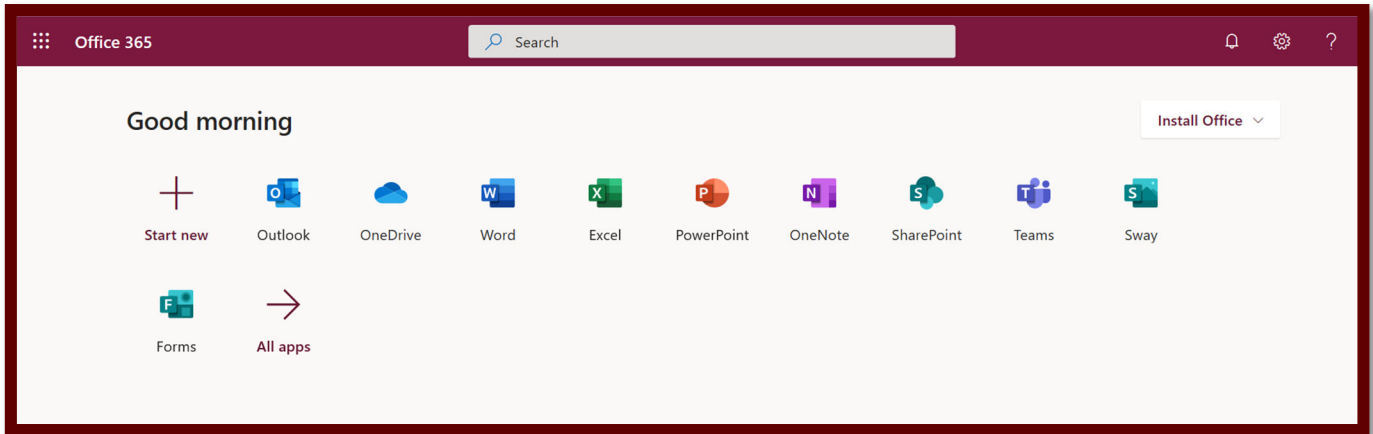 Office 365
Search
Good morning
Install Office
Start new
Outlook
OneDrive
Word
Excel
PowerPoint
OneNote
SharePoint
Teams
Sway
Forms
All apps